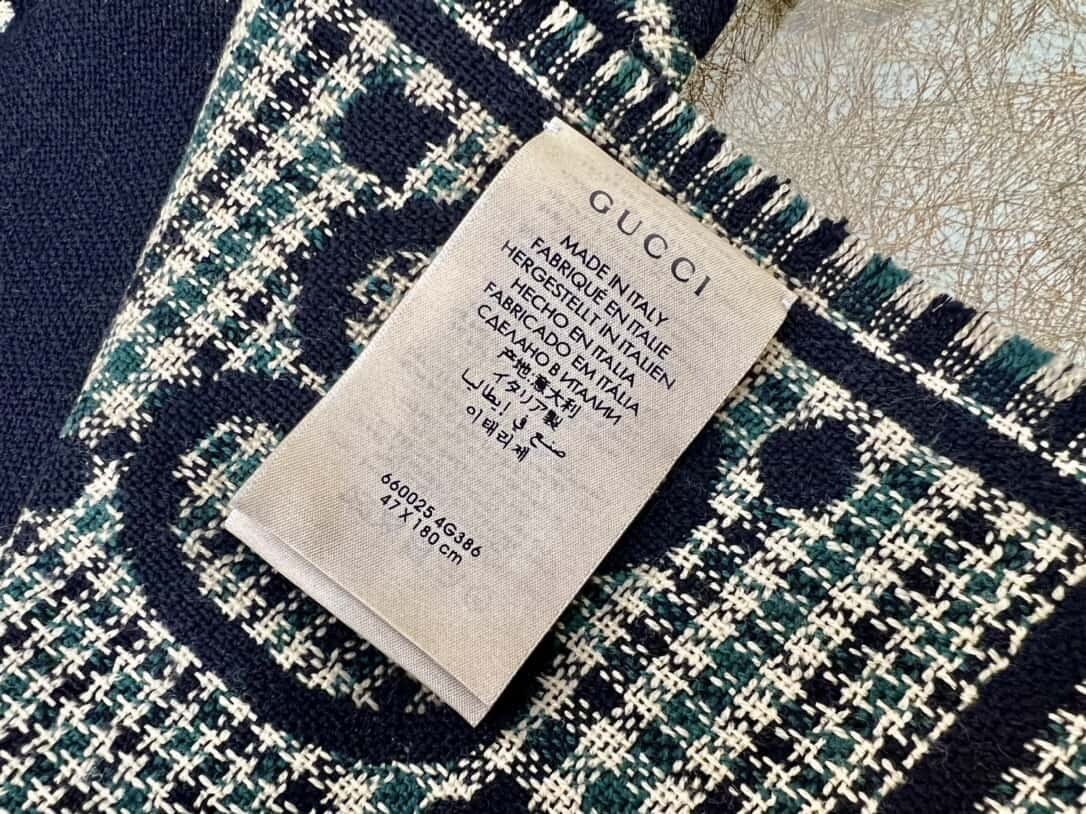 GUCCI
MADE IN ITALY
FABRIQUÉ EN ITALIE
HERGESTELLT IN ITALIEN
HECHO EN ITALIA
FABRICADO EM ITALIA
СДЕЛАНО В ИТАЛИИ
产地:意大利
イタリア製
صنع في إيطاليا
이태리제
660025 4G386
47 X 180 cm